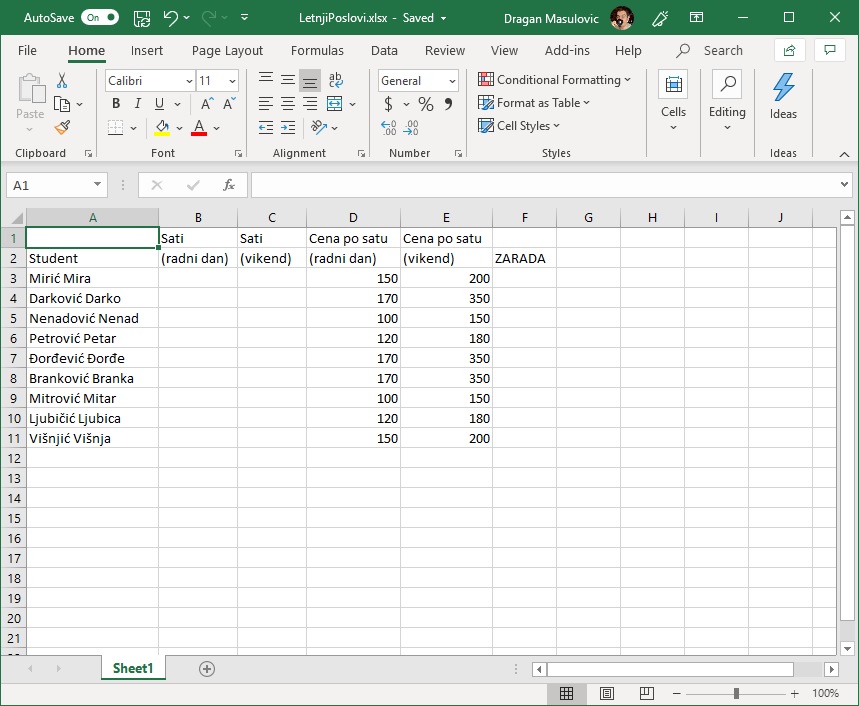 AutoSave On LetnjiPoslovi.xlsx - Saved Dragan Masulovic
File Home Insert Page Layout Formulas Data Review View Add-ins Help Search
Calibri 11 General
Paste B I U A A $ % 9 Conditional Formatting Format as Table Cell Styles Cells Editing Ideas
Clipboard Font Alignment Number Styles Ideas
A1 fx
A B C D E F G H I J
1 Sati Sati Cena po satu Cena po satu
2 Student (radni dan) (vikend) (radni dan) (vikend) ZARADA
3 Mirić Mira 150 200
4 Darković Darko 170 350
5 Nenadović Nenad 100 150
6 Petrović Petar 120 180
7 Đorđević Đorđe 170 350
8 Branković Branka 170 350
9 Mitrović Mitar 100 150
10 Ljubičić Ljubica 120 180
11 Višnjić Višnja 150 200
12
13
14
15
16
17
18
19
20
21
Sheet1
100%